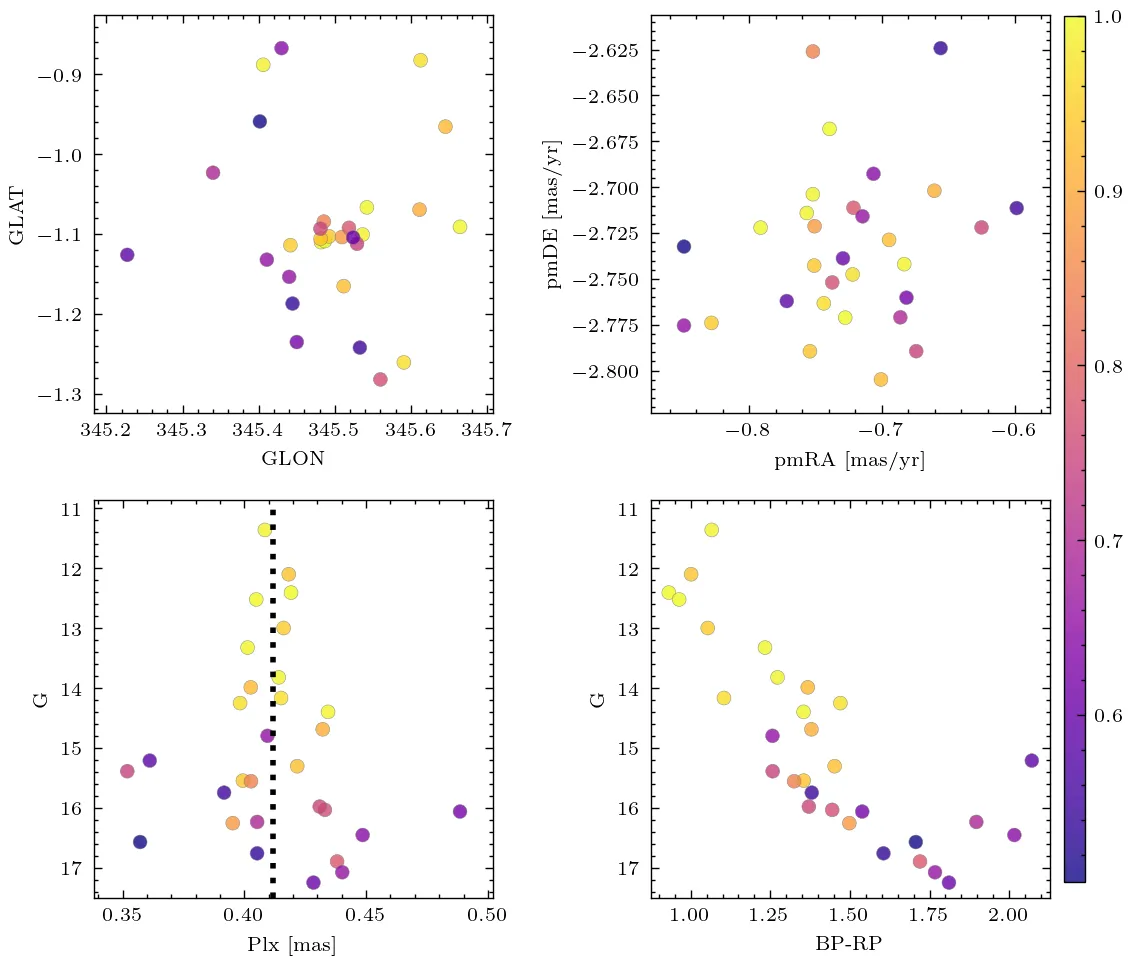 −0.9
−1.0
−1.1
−1.2
−1.3
GLAT
345.2 345.3 345.4 345.5 345.6 345.7
GLON
−2.625
−2.650
−2.675
−2.700
−2.725
−2.750
−2.775
−2.800
pmDE [mas/yr]
−0.8 −0.7 −0.6
pmRA [mas/yr]
1.0
0.9
0.8
0.7
0.6
11
12
13
14
15
16
17
G
0.35 0.40 0.45 0.50
Plx [mas]
11
12
13
14
15
16
17
G
1.00 1.25 1.50 1.75 2.00
BP-RP